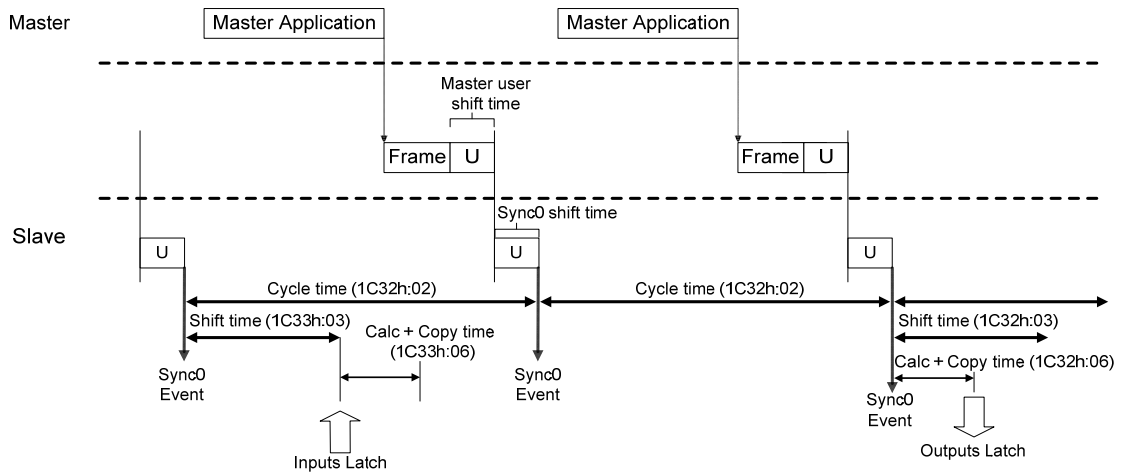 Master
Master Application
Master Application
Master user
shift time
Frame
U
Frame
U
Sync0 shift time
Slave
U
U
U
Cycle time (1C32h:02)
Cycle time (1C32h:02)
Shift time (1C33h:03)
Shift time (1C32h:03)
Calc + Copy time
(1C33h:06)
Calc + Copy time (1C32h:06)
Sync0
Event
Sync0
Event
Sync0
Event
Inputs Latch
Outputs Latch